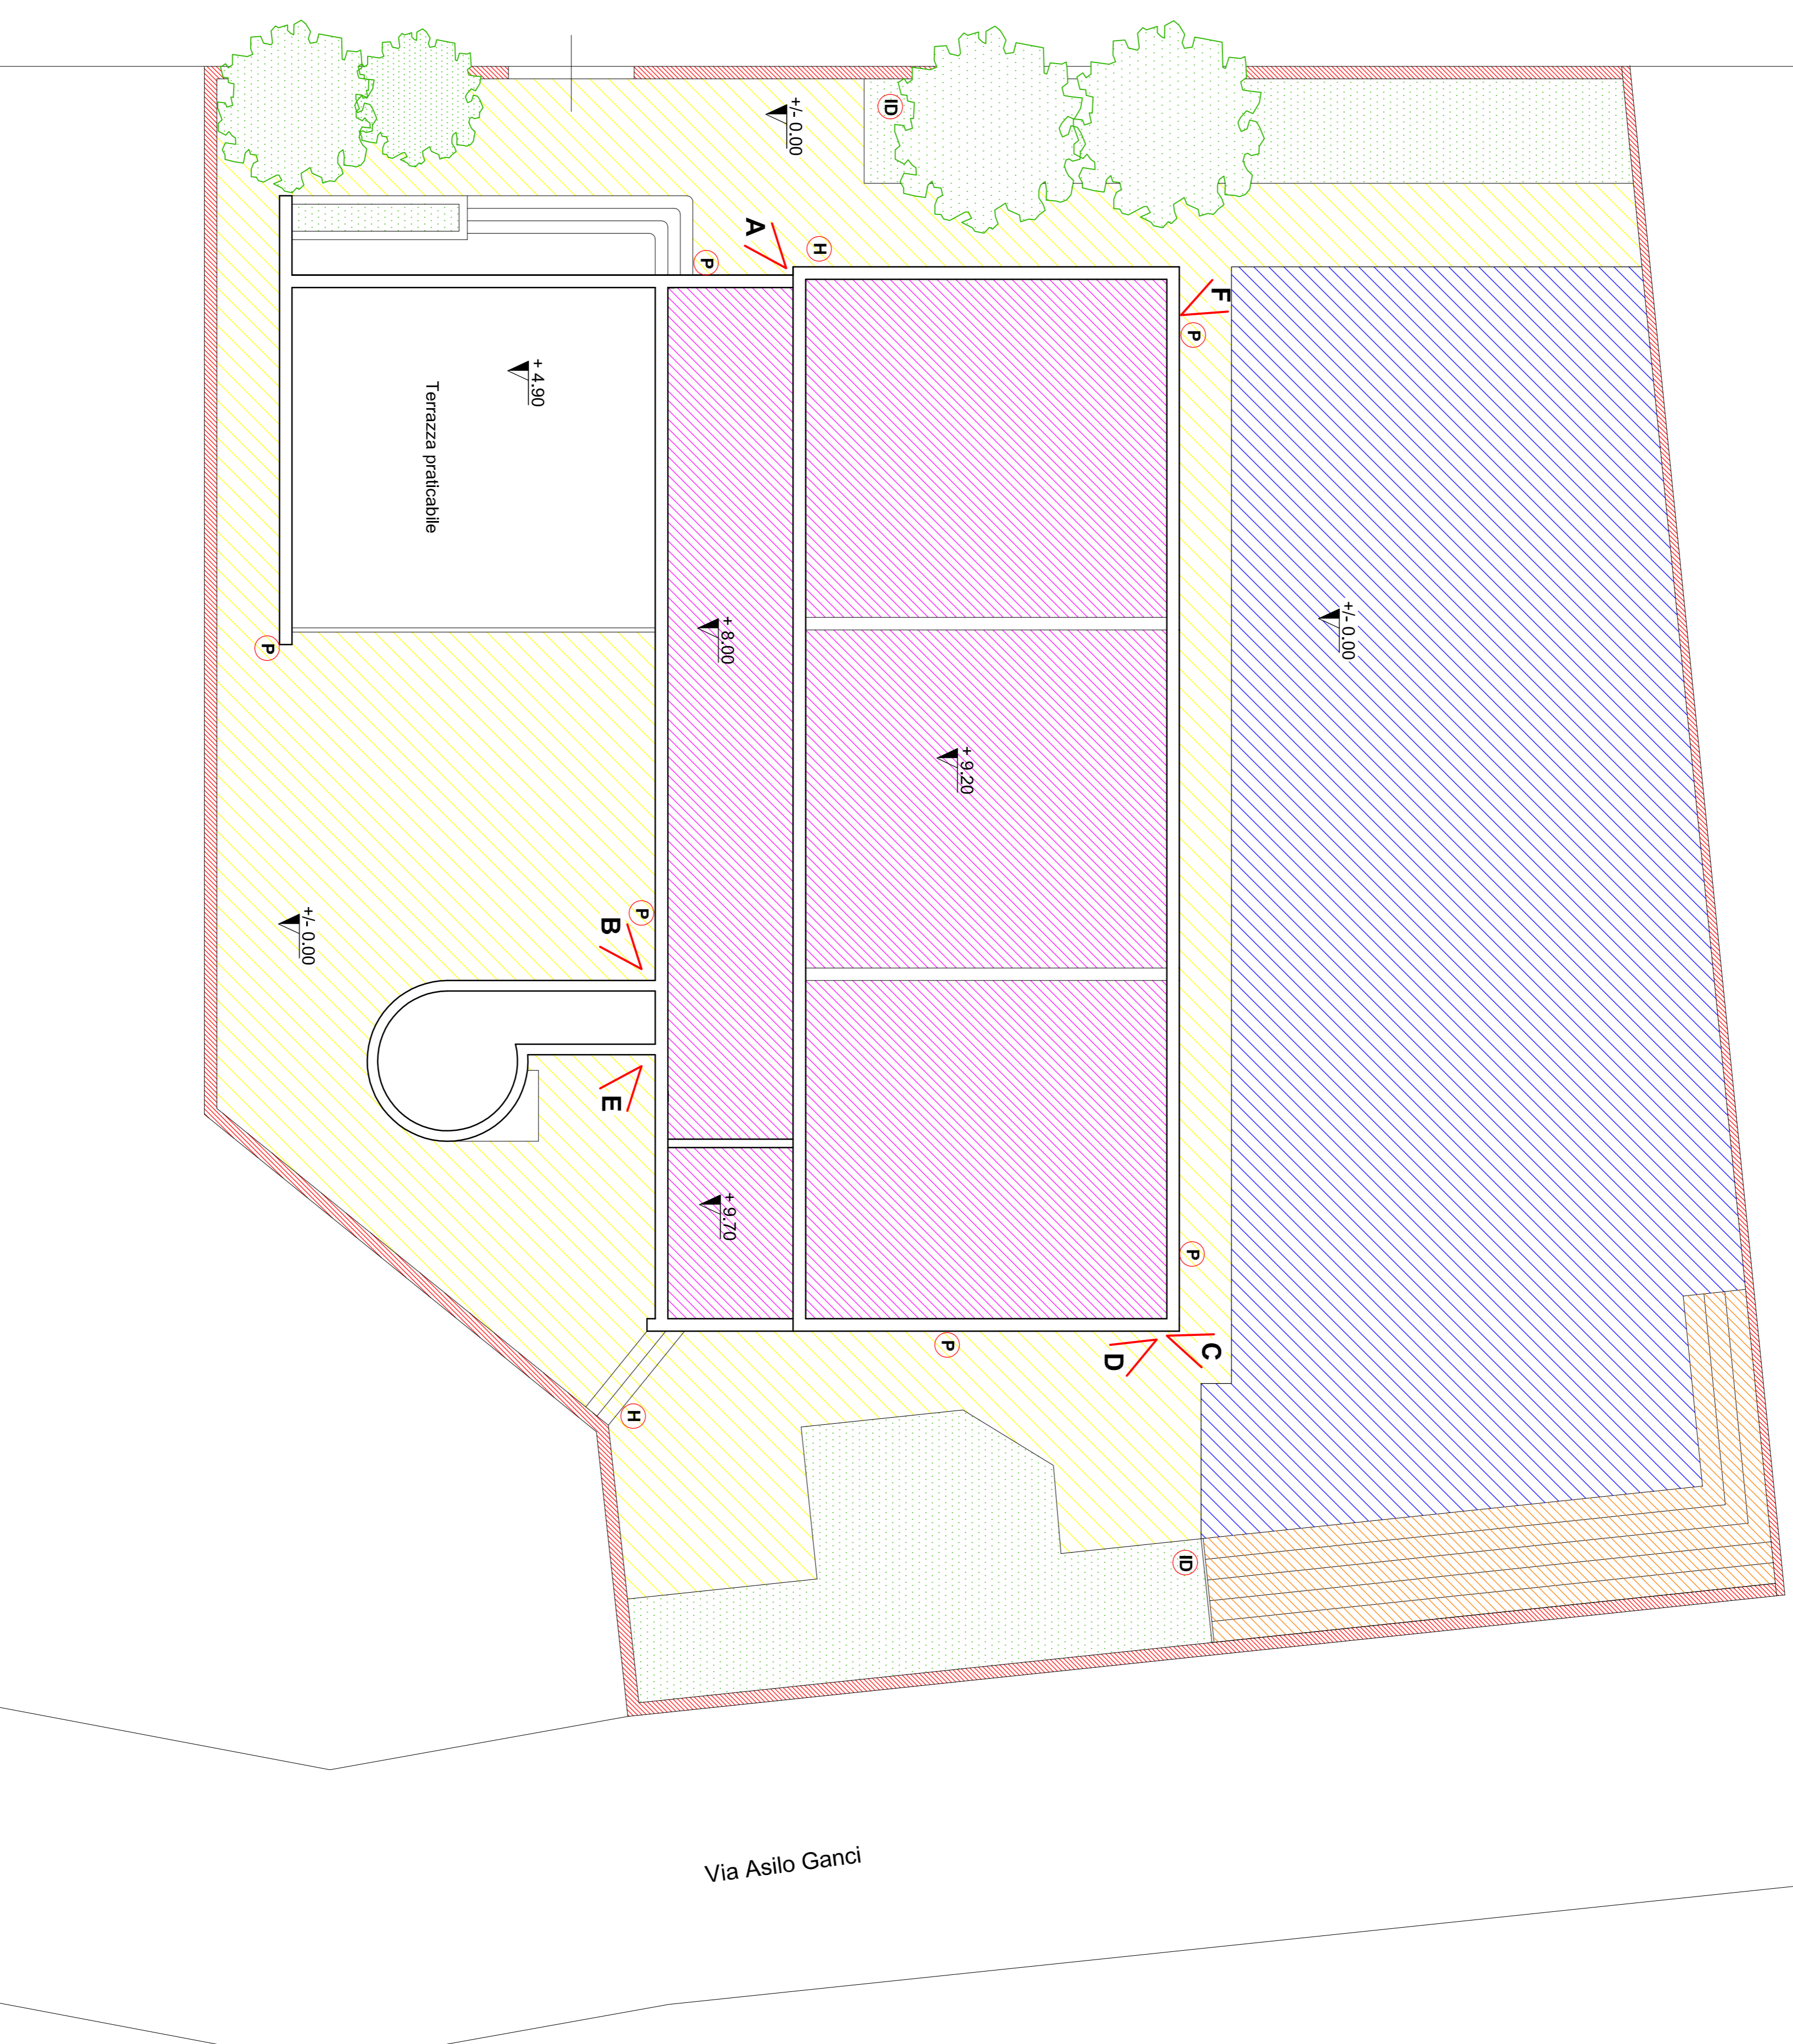 +/- 0.00
ID
A
H
P
F
P
+ 4.90
Terrazza praticabile
+ 8.00
+/- 0.00
P
+ 9.20
P
B
+/- 0.00
E
+ 9.70
P
P
C
D
H
ID
Via Asilo Ganci